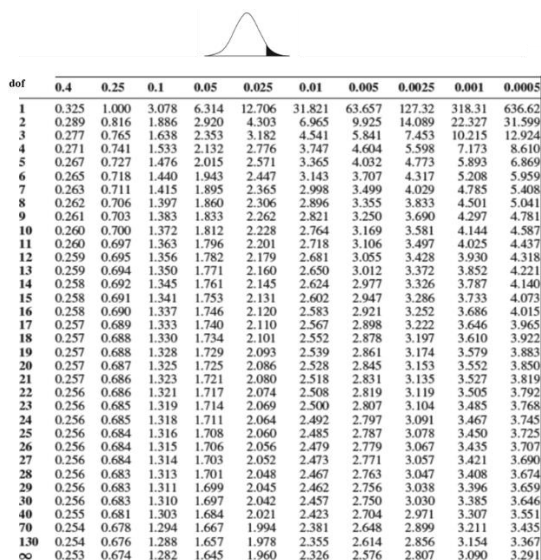 dof 0.4 0.25 0.1 0.05 0.025 0.01 0.005 0.0025 0.001 0.0005
1 0.325 1.000 3.078 6.314 12.706 31.821 63.657 127.32 318.31 636.62
2 0.289 0.816 1.886 2.920 4.303 6.965 9.925 14.089 22.327 31.599
3 0.277 0.765 1.638 2.353 3.182 4.541 5.841 7.453 10.215 12.924
4 0.271 0.741 1.533 2.132 2.776 3.747 4.604 5.598 7.173 8.610
5 0.267 0.727 1.476 2.015 2.571 3.365 4.032 4.773 5.893 6.869
6 0.265 0.718 1.440 1.943 2.447 3.143 3.707 4.317 5.208 5.959
7 0.263 0.711 1.415 1.895 2.365 2.998 3.499 4.029 4.785 5.408
8 0.262 0.706 1.397 1.860 2.306 2.896 3.355 3.833 4.501 5.041
9 0.261 0.703 1.383 1.833 2.262 2.821 3.250 3.690 4.297 4.781
10 0.260 0.700 1.372 1.812 2.228 2.764 3.169 3.581 4.144 4.587
11 0.260 0.697 1.363 1.796 2.201 2.718 3.106 3.497 4.025 4.437
12 0.259 0.695 1.356 1.782 2.179 2.681 3.055 3.428 3.930 4.318
13 0.259 0.694 1.350 1.771 2.160 2.650 3.012 3.372 3.852 4.221
14 0.258 0.692 1.345 1.761 2.145 2.624 2.977 3.326 3.787 4.140
15 0.258 0.691 1.341 1.753 2.131 2.602 2.947 3.286 3.733 4.073
16 0.258 0.690 1.337 1.746 2.120 2.583 2.921 3.252 3.686 4.015
17 0.257 0.689 1.333 1.740 2.110 2.567 2.898 3.222 3.646 3.965
18 0.257 0.688 1.330 1.734 2.101 2.552 2.878 3.197 3.610 3.922
19 0.257 0.688 1.328 1.729 2.093 2.539 2.861 3.174 3.579 3.883
20 0.257 0.687 1.325 1.725 2.086 2.528 2.845 3.153 3.552 3.850
21 0.257 0.686 1.323 1.721 2.080 2.518 2.831 3.135 3.527 3.819
22 0.256 0.686 1.321 1.717 2.074 2.508 2.819 3.119 3.505 3.792
23 0.256 0.685 1.319 1.714 2.069 2.500 2.807 3.104 3.485 3.768
24 0.256 0.685 1.318 1.711 2.064 2.492 2.797 3.091 3.467 3.745
25 0.256 0.684 1.316 1.708 2.060 2.485 2.787 3.078 3.450 3.725
26 0.256 0.684 1.315 1.706 2.056 2.479 2.779 3.067 3.435 3.707
27 0.256 0.684 1.314 1.703 2.052 2.473 2.771 3.057 3.421 3.690
28 0.256 0.683 1.313 1.701 2.048 2.467 2.763 3.047 3.408 3.674
29 0.256 0.683 1.311 1.699 2.045 2.462 2.756 3.038 3.396 3.659
30 0.256 0.683 1.310 1.697 2.042 2.457 2.750 3.030 3.385 3.646
40 0.255 0.681 1.303 1.684 2.021 2.423 2.704 2.971 3.307 3.551
70 0.254 0.678 1.294 1.667 1.994 2.381 2.648 2.899 3.211 3.435
130 0.254 0.676 1.288 1.657 1.978 2.355 2.614 2.856 3.154 3.367
∞ 0.253 0.674 1.282 1.645 1.960 2.326 2.576 2.807 3.090 3.291